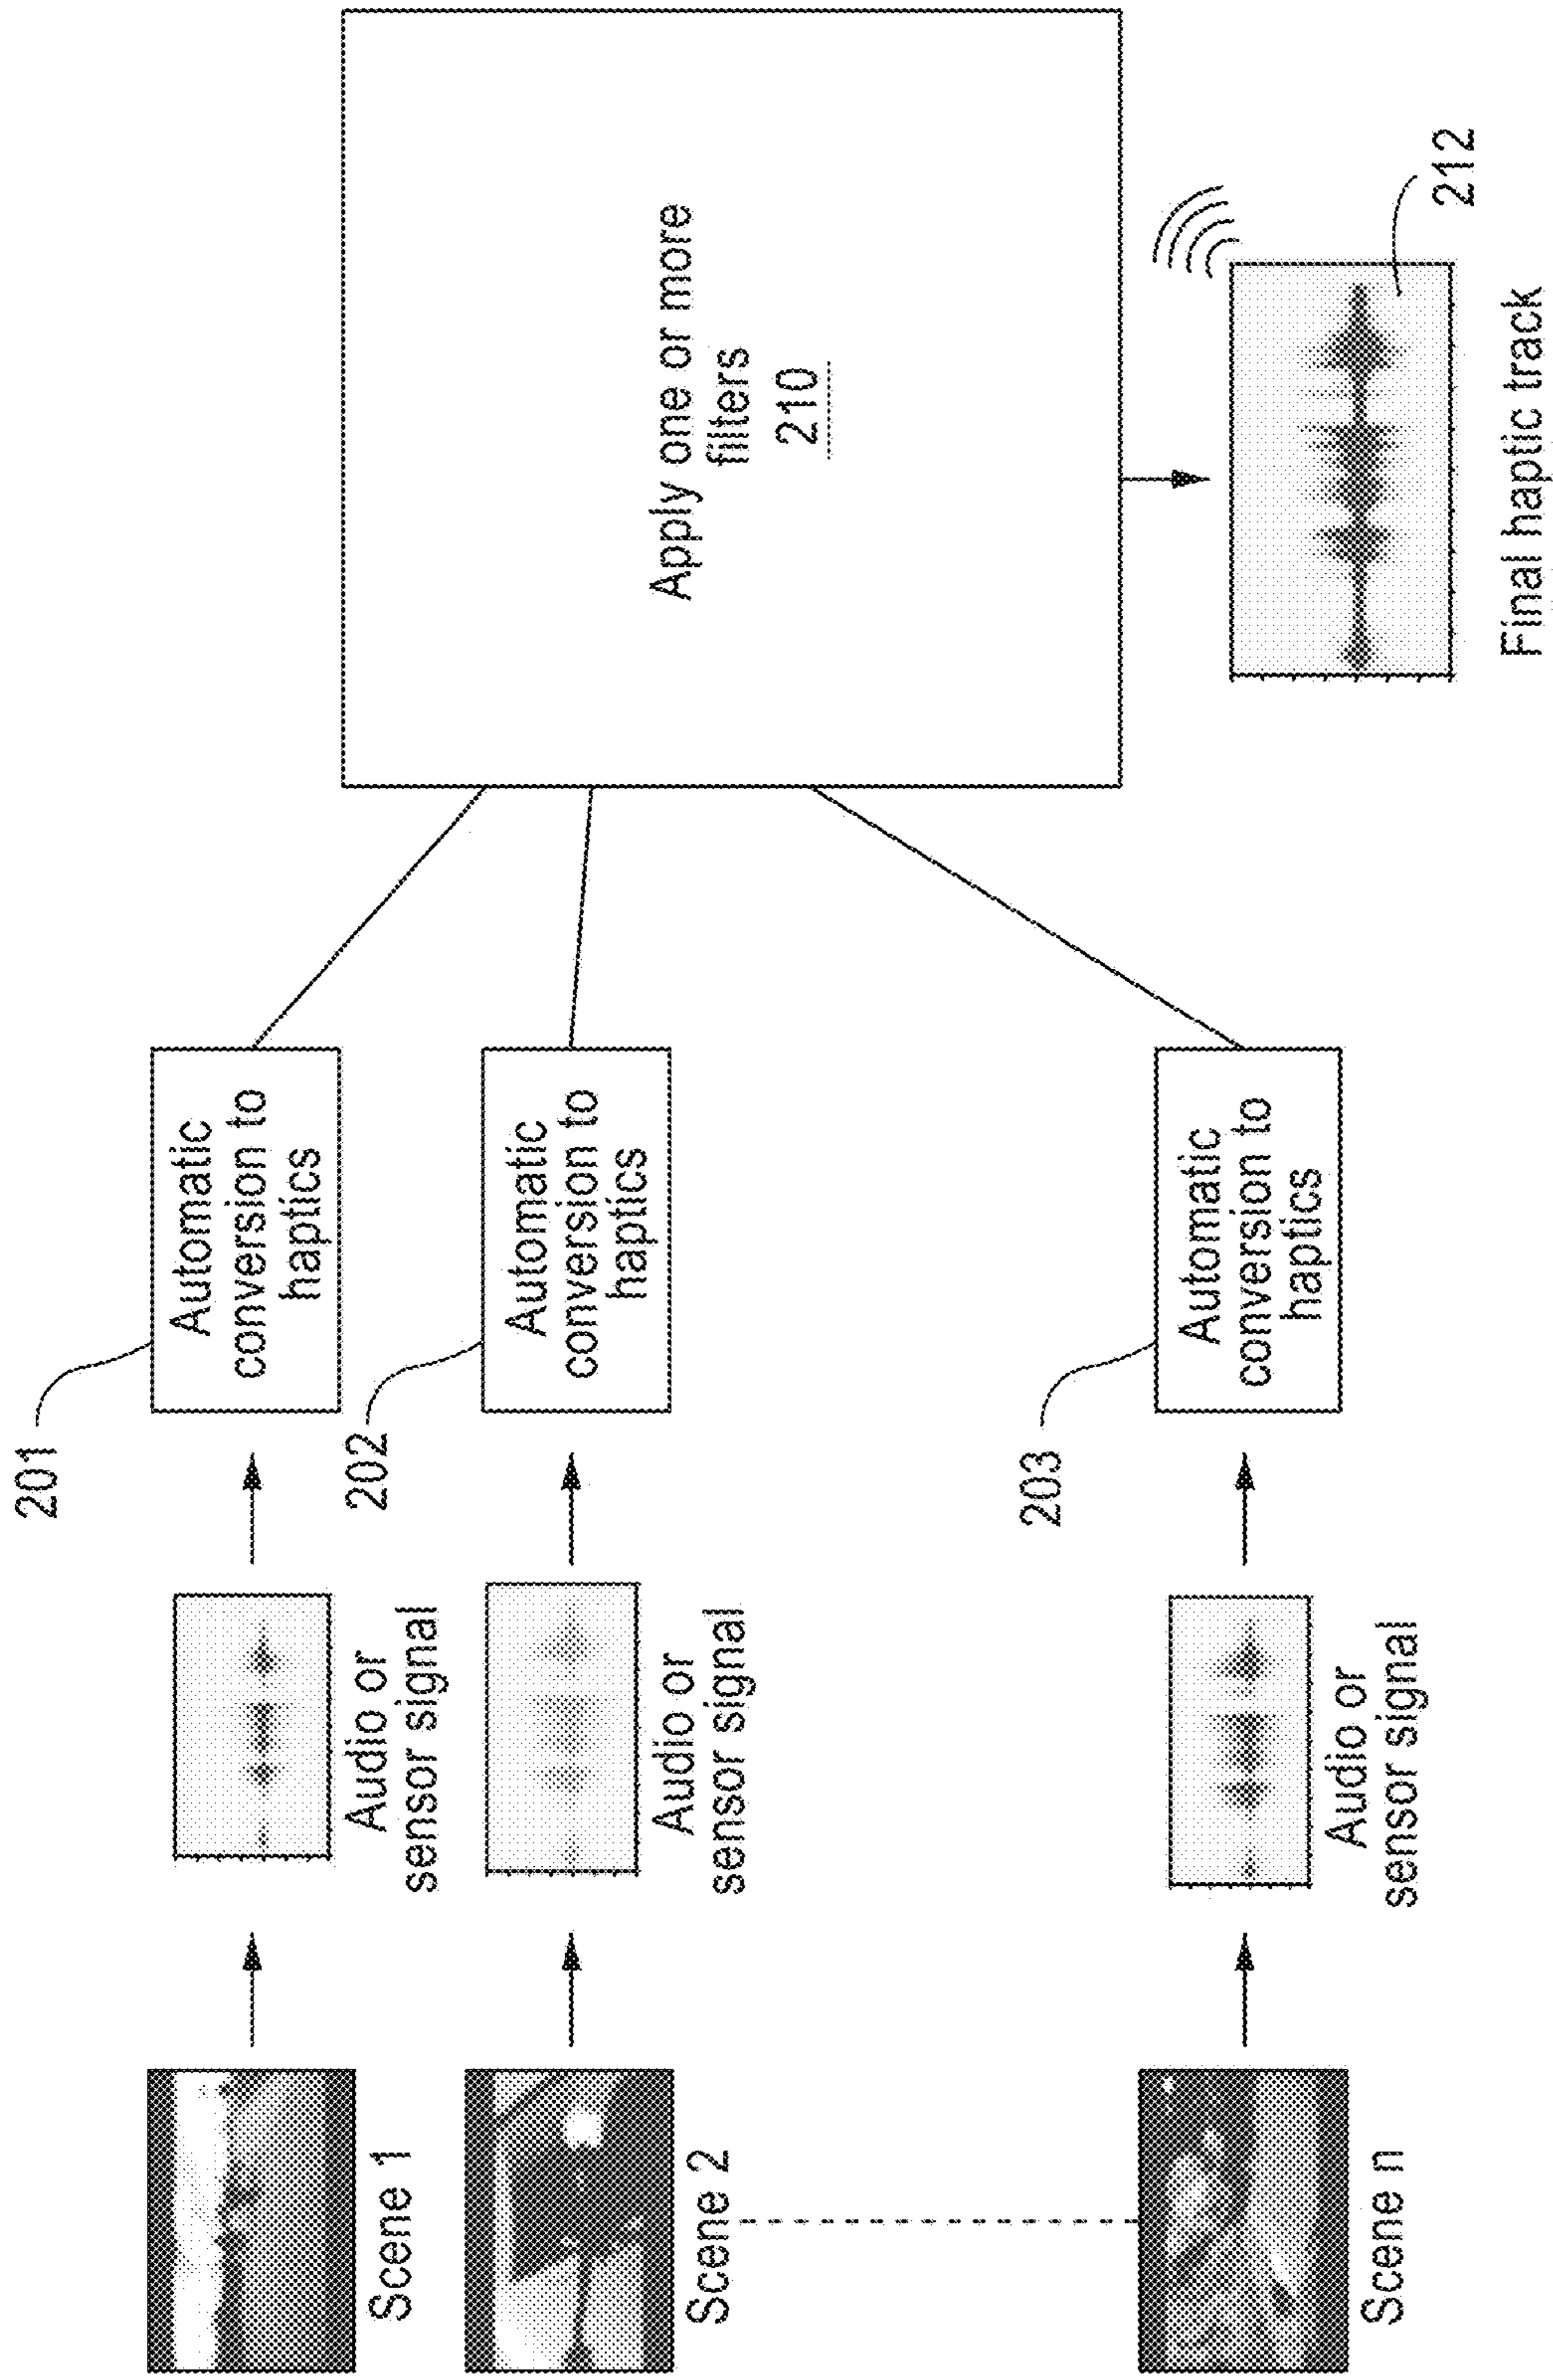 Scene 1
Audio or
sensor signal
201
Automatic
conversion to
haptics
Scene 2
Audio or
sensor signal
202
Automatic
conversion to
haptics
Scene n
Audio or
sensor signal
203
Automatic
conversion to
haptics
Apply one or more
filters
210
212
Final haptic track